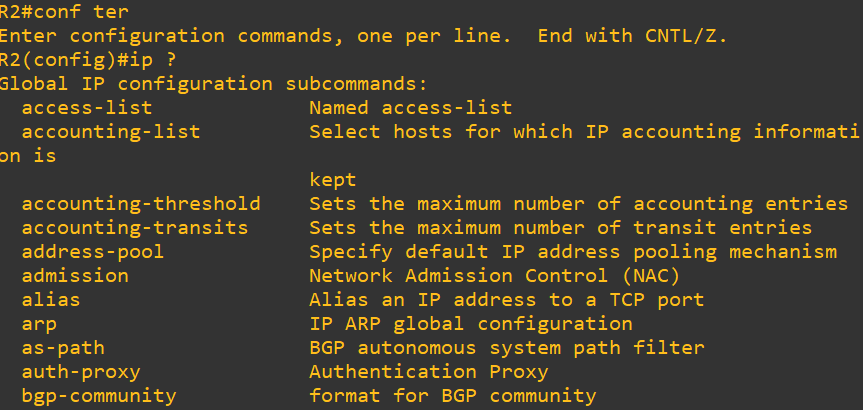 R2#conf ter
Enter configuration commands, one per line.  End with CNTL/Z.
R2(config)#ip ?
Global IP configuration subcommands:
  access-list             Named access-list
  accounting-list         Select hosts for which IP accounting informati
on is
                          kept
  accounting-threshold    Sets the maximum number of accounting entries
  accounting-transits     Sets the maximum number of transit entries
  address-pool            Specify default IP address pooling mechanism
  admission               Network Admission Control (NAC)
  alias                   Alias an IP address to a TCP port
  arp                     IP ARP global configuration
  as-path                 BGP autonomous system path filter
  auth-proxy              Authentication Proxy
  bgp-community           format for BGP community